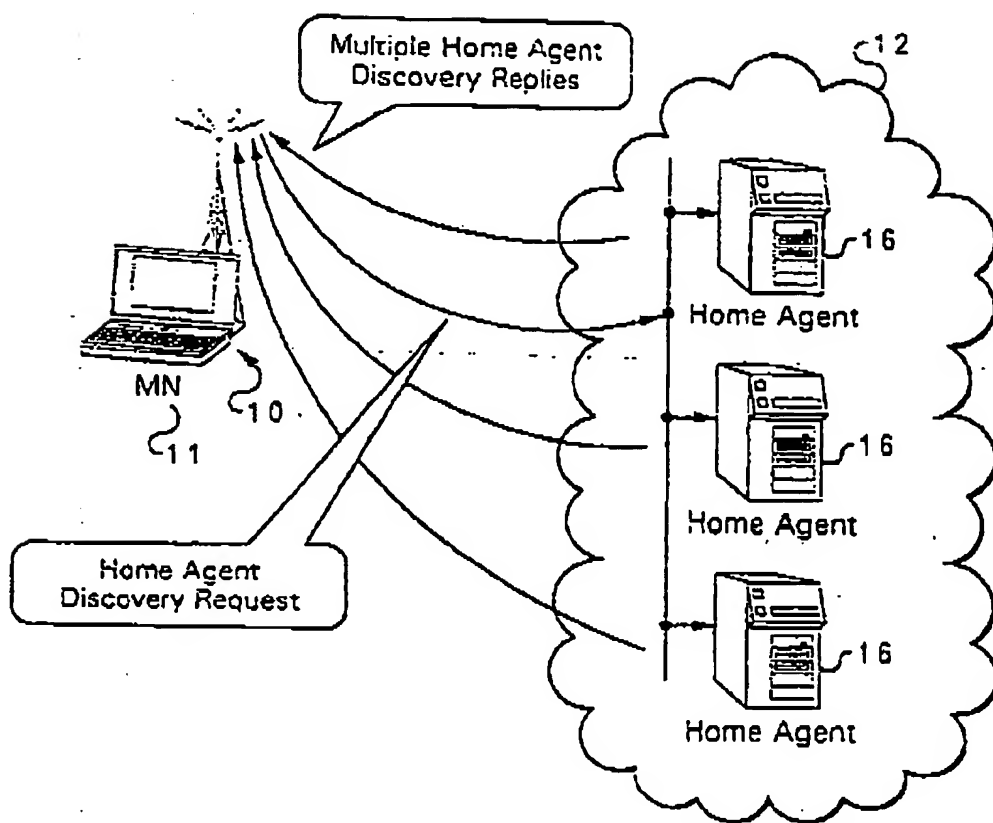 Multiple Home Agent
Discovery Replies
12
16
Home Agent
MN
10
11
16
Home Agent
Home Agent
Discovery Request
16
Home Agent